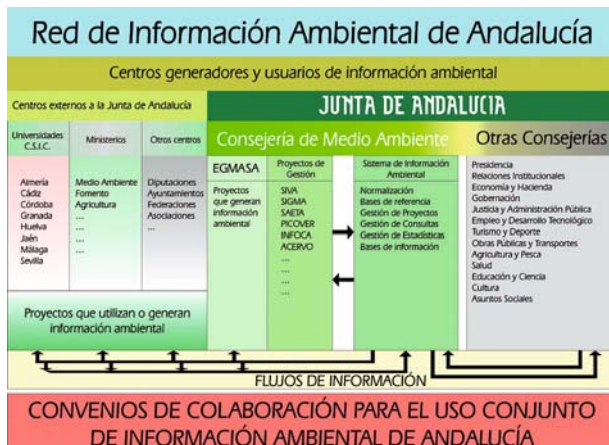 Red de Información Ambiental de Andalucía
Centros generadores y usuarios de información ambiental
Centros externos a la Junta de Andalucía
JUNTA DE ANDALUCIA
Universidades
C.S.I.C.
Ministerios
Otros centros
Consejería de Medio Ambiente
Otras Consejerías
Almería
Cádiz
Córdoba
Granada
Huelva
Jaén
Málaga
Sevilla
Medio Ambiente
Fomento
Agricultura
...
...
...
Diputaciones
Ayuntamientos
Federaciones
Asociaciones
...
EGMASA
Proyectos
que generan
información
ambiental
Proyectos de
Gestión
SIVA
SIGMA
SAETA
PICOVER
INFOCA
ACERVO
...
...
...
...
Sistema de Información
Ambiental
Normalización
Bases de referencia
Gestión de Proyectos
Gestión de Consultas
Gestión de Estadísticas
Bases de información
Presidencia
Relaciones Institucionales
Economía y Hacienda
Gobernación
Justicia y Administración Pública
Empleo y Desarrollo Tecnológico
Turismo y Deporte
Obras Públicas y Transportes
Agricultura y Pesca
Salud
Educación y Ciencia
Cultura
Asuntos Sociales
Proyectos que utilizan o generan
información ambiental
FLUJOS DE INFORMACIÓN
CONVENIOS DE COLABORACIÓN PARA EL USO CONJUNTO
DE INFORMACIÓN AMBIENTAL DE ANDALUCÍA